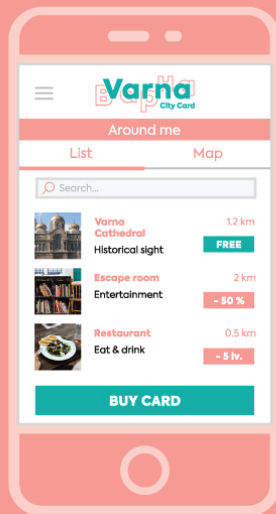 Варна
Varna
City Card
Around me
List Map
Search...
Varna Cathedral
1.2 km
Historical sight
FREE
Escape room
2 km
Entertainment
- 50 %
Restaurant
0.5 km
Eat & drink
- 5 lv.
BUY CARD